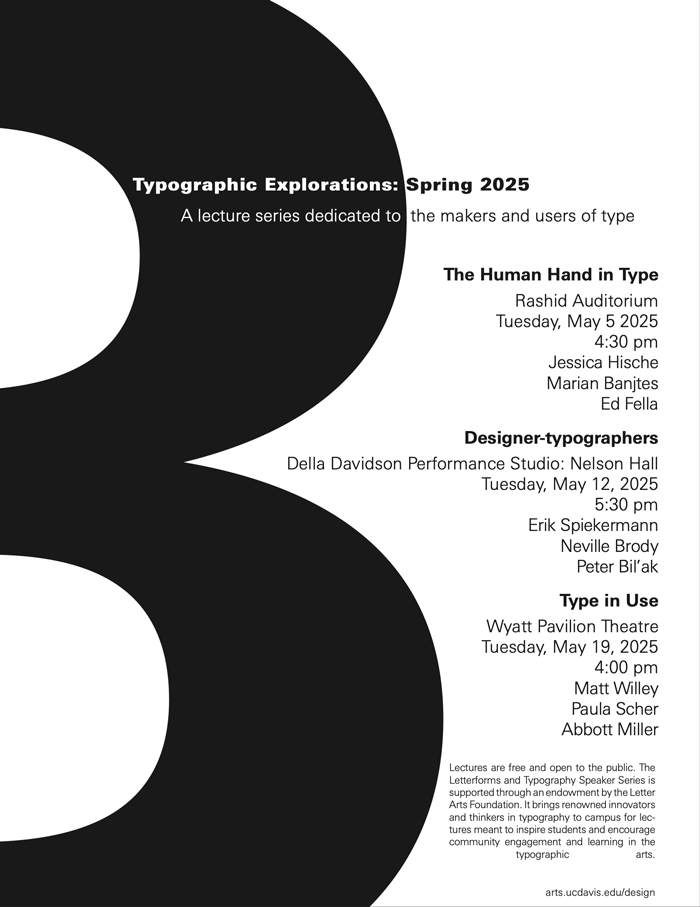 Typographic Explorations: Spring 2025
A lecture series dedicated to the makers and users of type
The Human Hand in Type
Rashid Auditorium
Tuesday, May 5 2025
4:30 pm
Jessica Hische
Marian Banjtes
Ed Fella
Designer-typographers
Della Davidson Performance Studio: Nelson Hall
Tuesday, May 12, 2025
5:30 pm
Erik Spiekermann
Neville Brody
Peter Bil’ak
Type in Use
Wyatt Pavilion Theatre
Tuesday, May 19, 2025
4:00 pm
Matt Willey
Paula Scher
Abbott Miller
Lectures are free and open to the public. The
Letterforms and Typography Speaker Series is
supported through an endowment by the Letter
Arts Foundation. It brings renowned innovators
and thinkers in typography to campus for lec-
tures meant to inspire students and encourage
community engagement and learning in the
typographic arts.
arts.ucdavis.edu/design